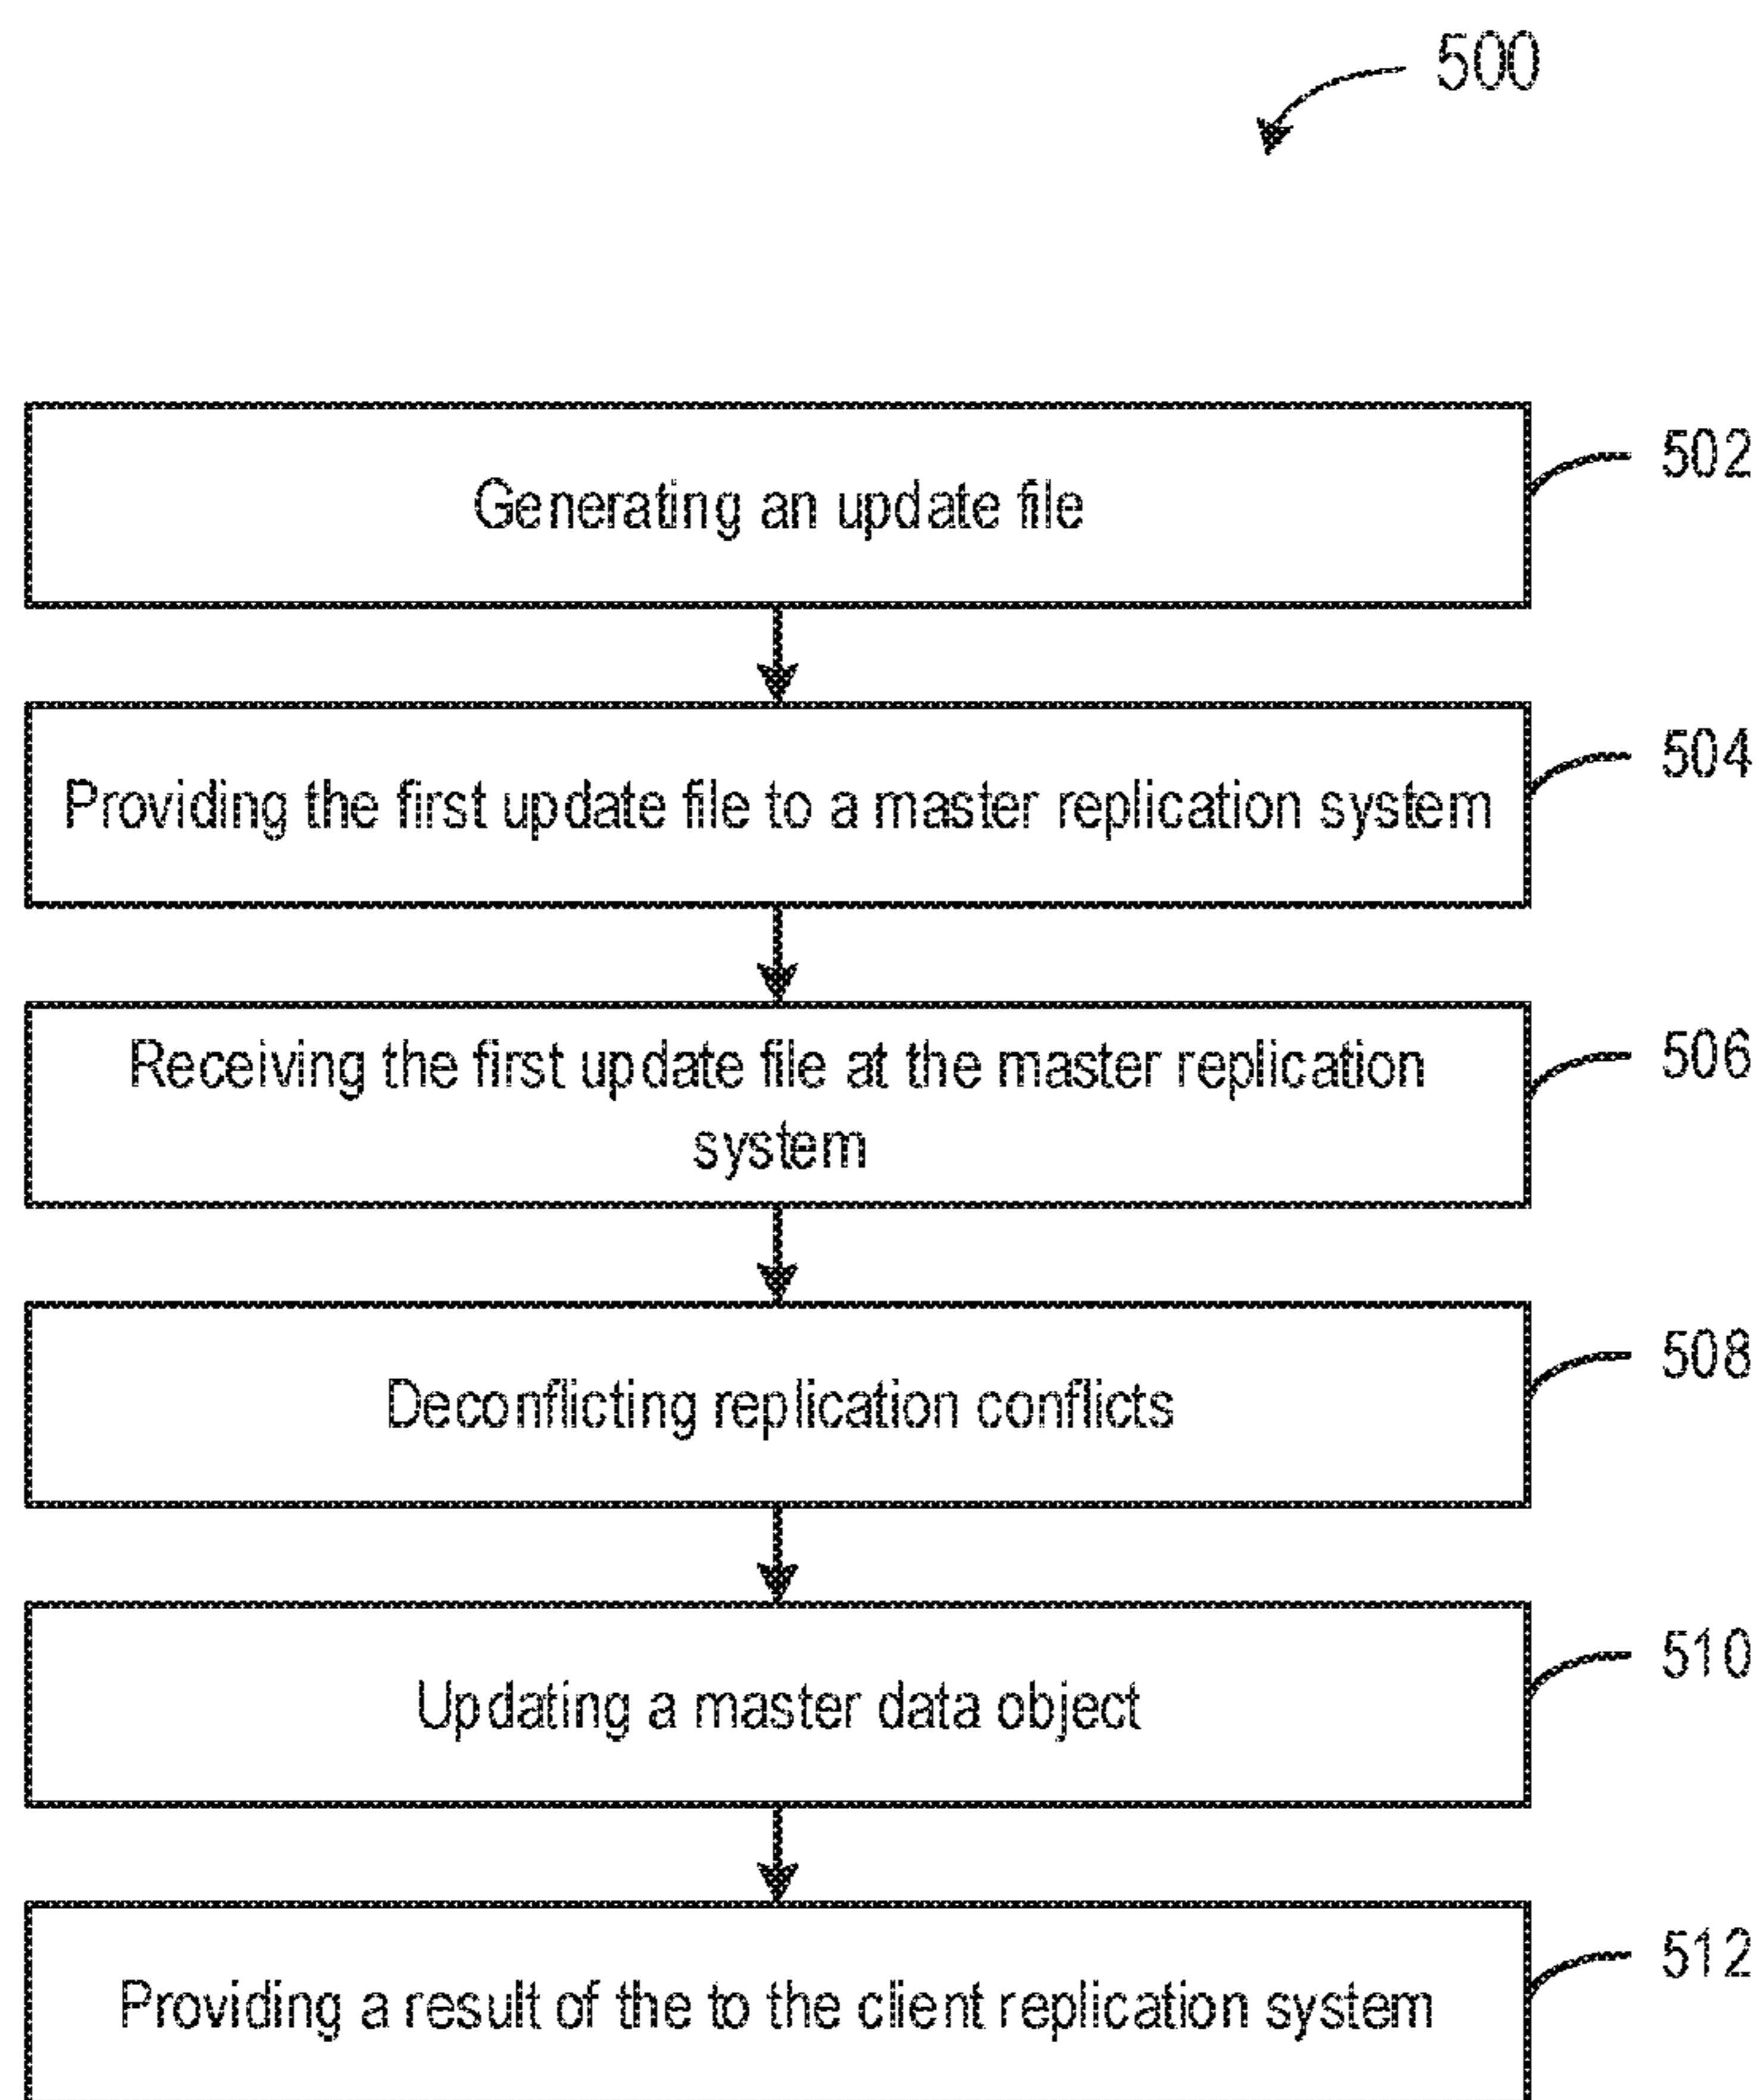 500
Generating an update file
502
Providing the first update file to a master replication system
504
Receiving the first update file at the master replication
system
506
Deconflicting replication conflicts
508
Updating a master data object
510
Providing a result of the to the client replication system
512